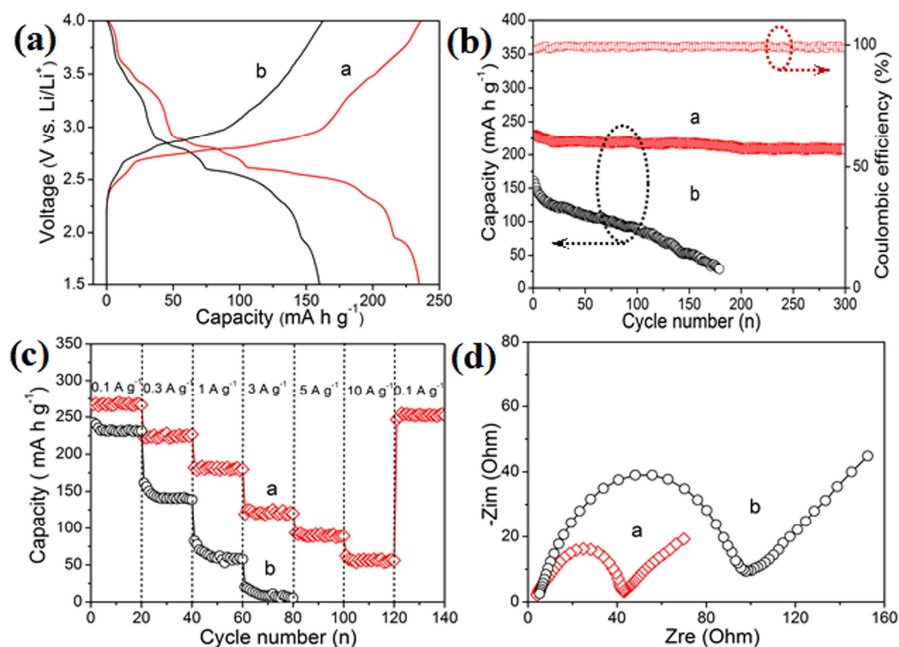 (a)
4.0
3.5
3.0
2.5
2.0
1.5
Voltage (V vs. Li/Li⁺
b
a
0 50 100 150 200 250
Capacity (mA h g⁻¹)
(b)
400
350
300
250
200
150
100
50
0
Capacity (mA h g⁻¹)
a
b
100
50
0
Coulombic efficiency (%)
0 50 100 150 200 250 300
Cycle number (n)
(c)
350
300
250
200
150
100
50
0
Capacity ( mA h g⁻¹)
0.1 A g⁻¹ 0.3 A g⁻¹ 1 A g⁻¹ 3 A g⁻¹ 5 A g⁻¹ 10 A g⁻¹ 0.1 A g⁻¹
a
b
0 20 40 60 80 100 120 140
Cycle number (n)
(d)
80
60
40
20
0
-Zim (Ohm)
a
b
0 40 80 120 160
Zre (Ohm)